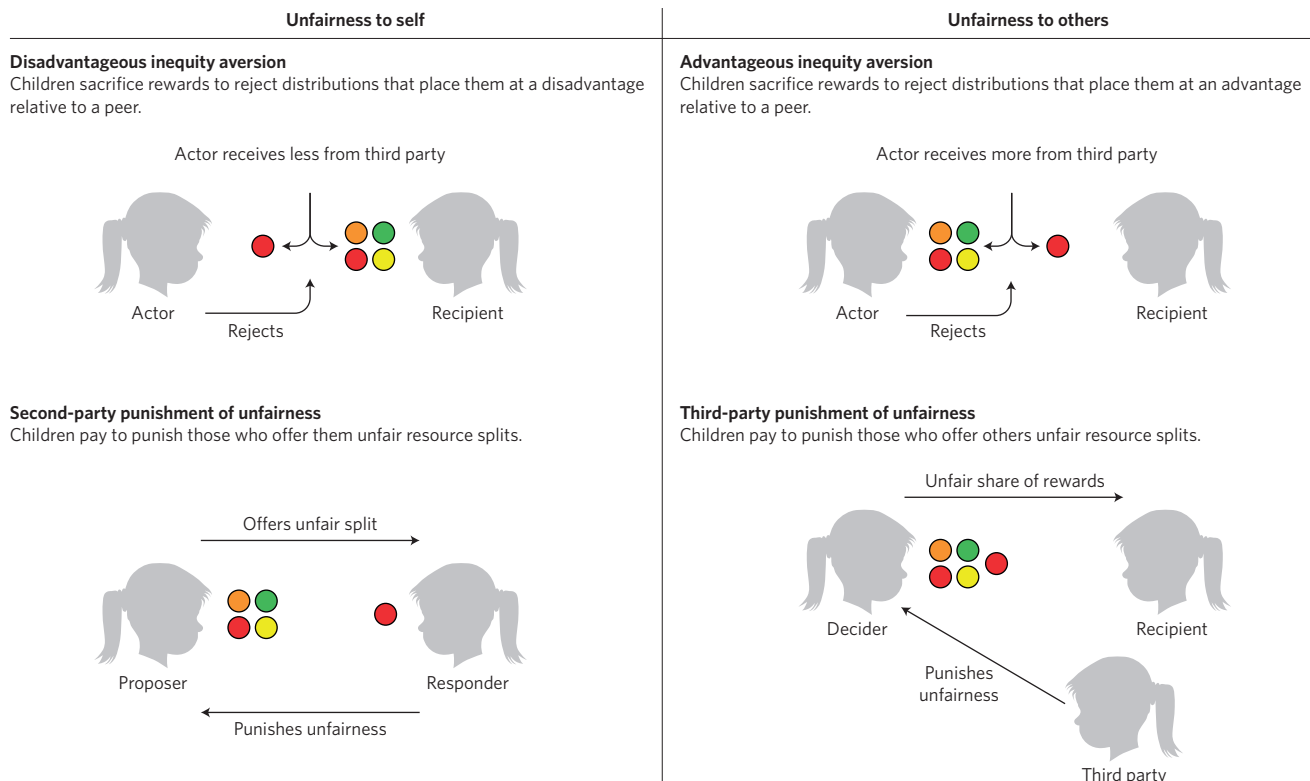 Unfairness to self
Unfairness to others
Disadvantageous inequity aversion
Children sacrifice rewards to reject distributions that place them at a disadvantage
relative to a peer.
Actor receives less from third party
Actor
Rejects
Recipient
Advantageous inequity aversion
Children sacrifice rewards to reject distributions that place them at an advantage
relative to a peer.
Actor receives more from third party
Actor
Rejects
Recipient
Second-party punishment of unfairness
Children pay to punish those who offer them unfair resource splits.
Offers unfair split
Proposer
Responder
Punishes unfairness
Third-party punishment of unfairness
Children pay to punish those who offer others unfair resource splits.
Unfair share of rewards
Decider
Recipient
Punishes
unfairness
Third party